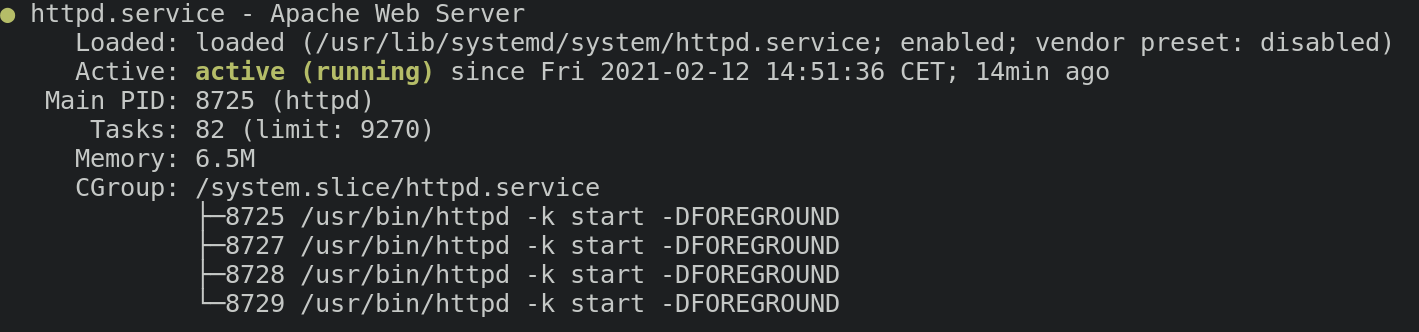 ● httpd.service - Apache Web Server
Loaded: loaded (/usr/lib/systemd/system/httpd.service; enabled; vendor preset: disabled)
Active: active (running) since Fri 2021-02-12 14:51:36 CET; 14min ago
Main PID: 8725 (httpd)
Tasks: 82 (limit: 9270)
Memory: 6.5M
CGroup: /system.slice/httpd.service
├─8725 /usr/bin/httpd -k start -DFOREGROUND
├─8727 /usr/bin/httpd -k start -DFOREGROUND
├─8728 /usr/bin/httpd -k start -DFOREGROUND
└─8729 /usr/bin/httpd -k start -DFOREGROUND